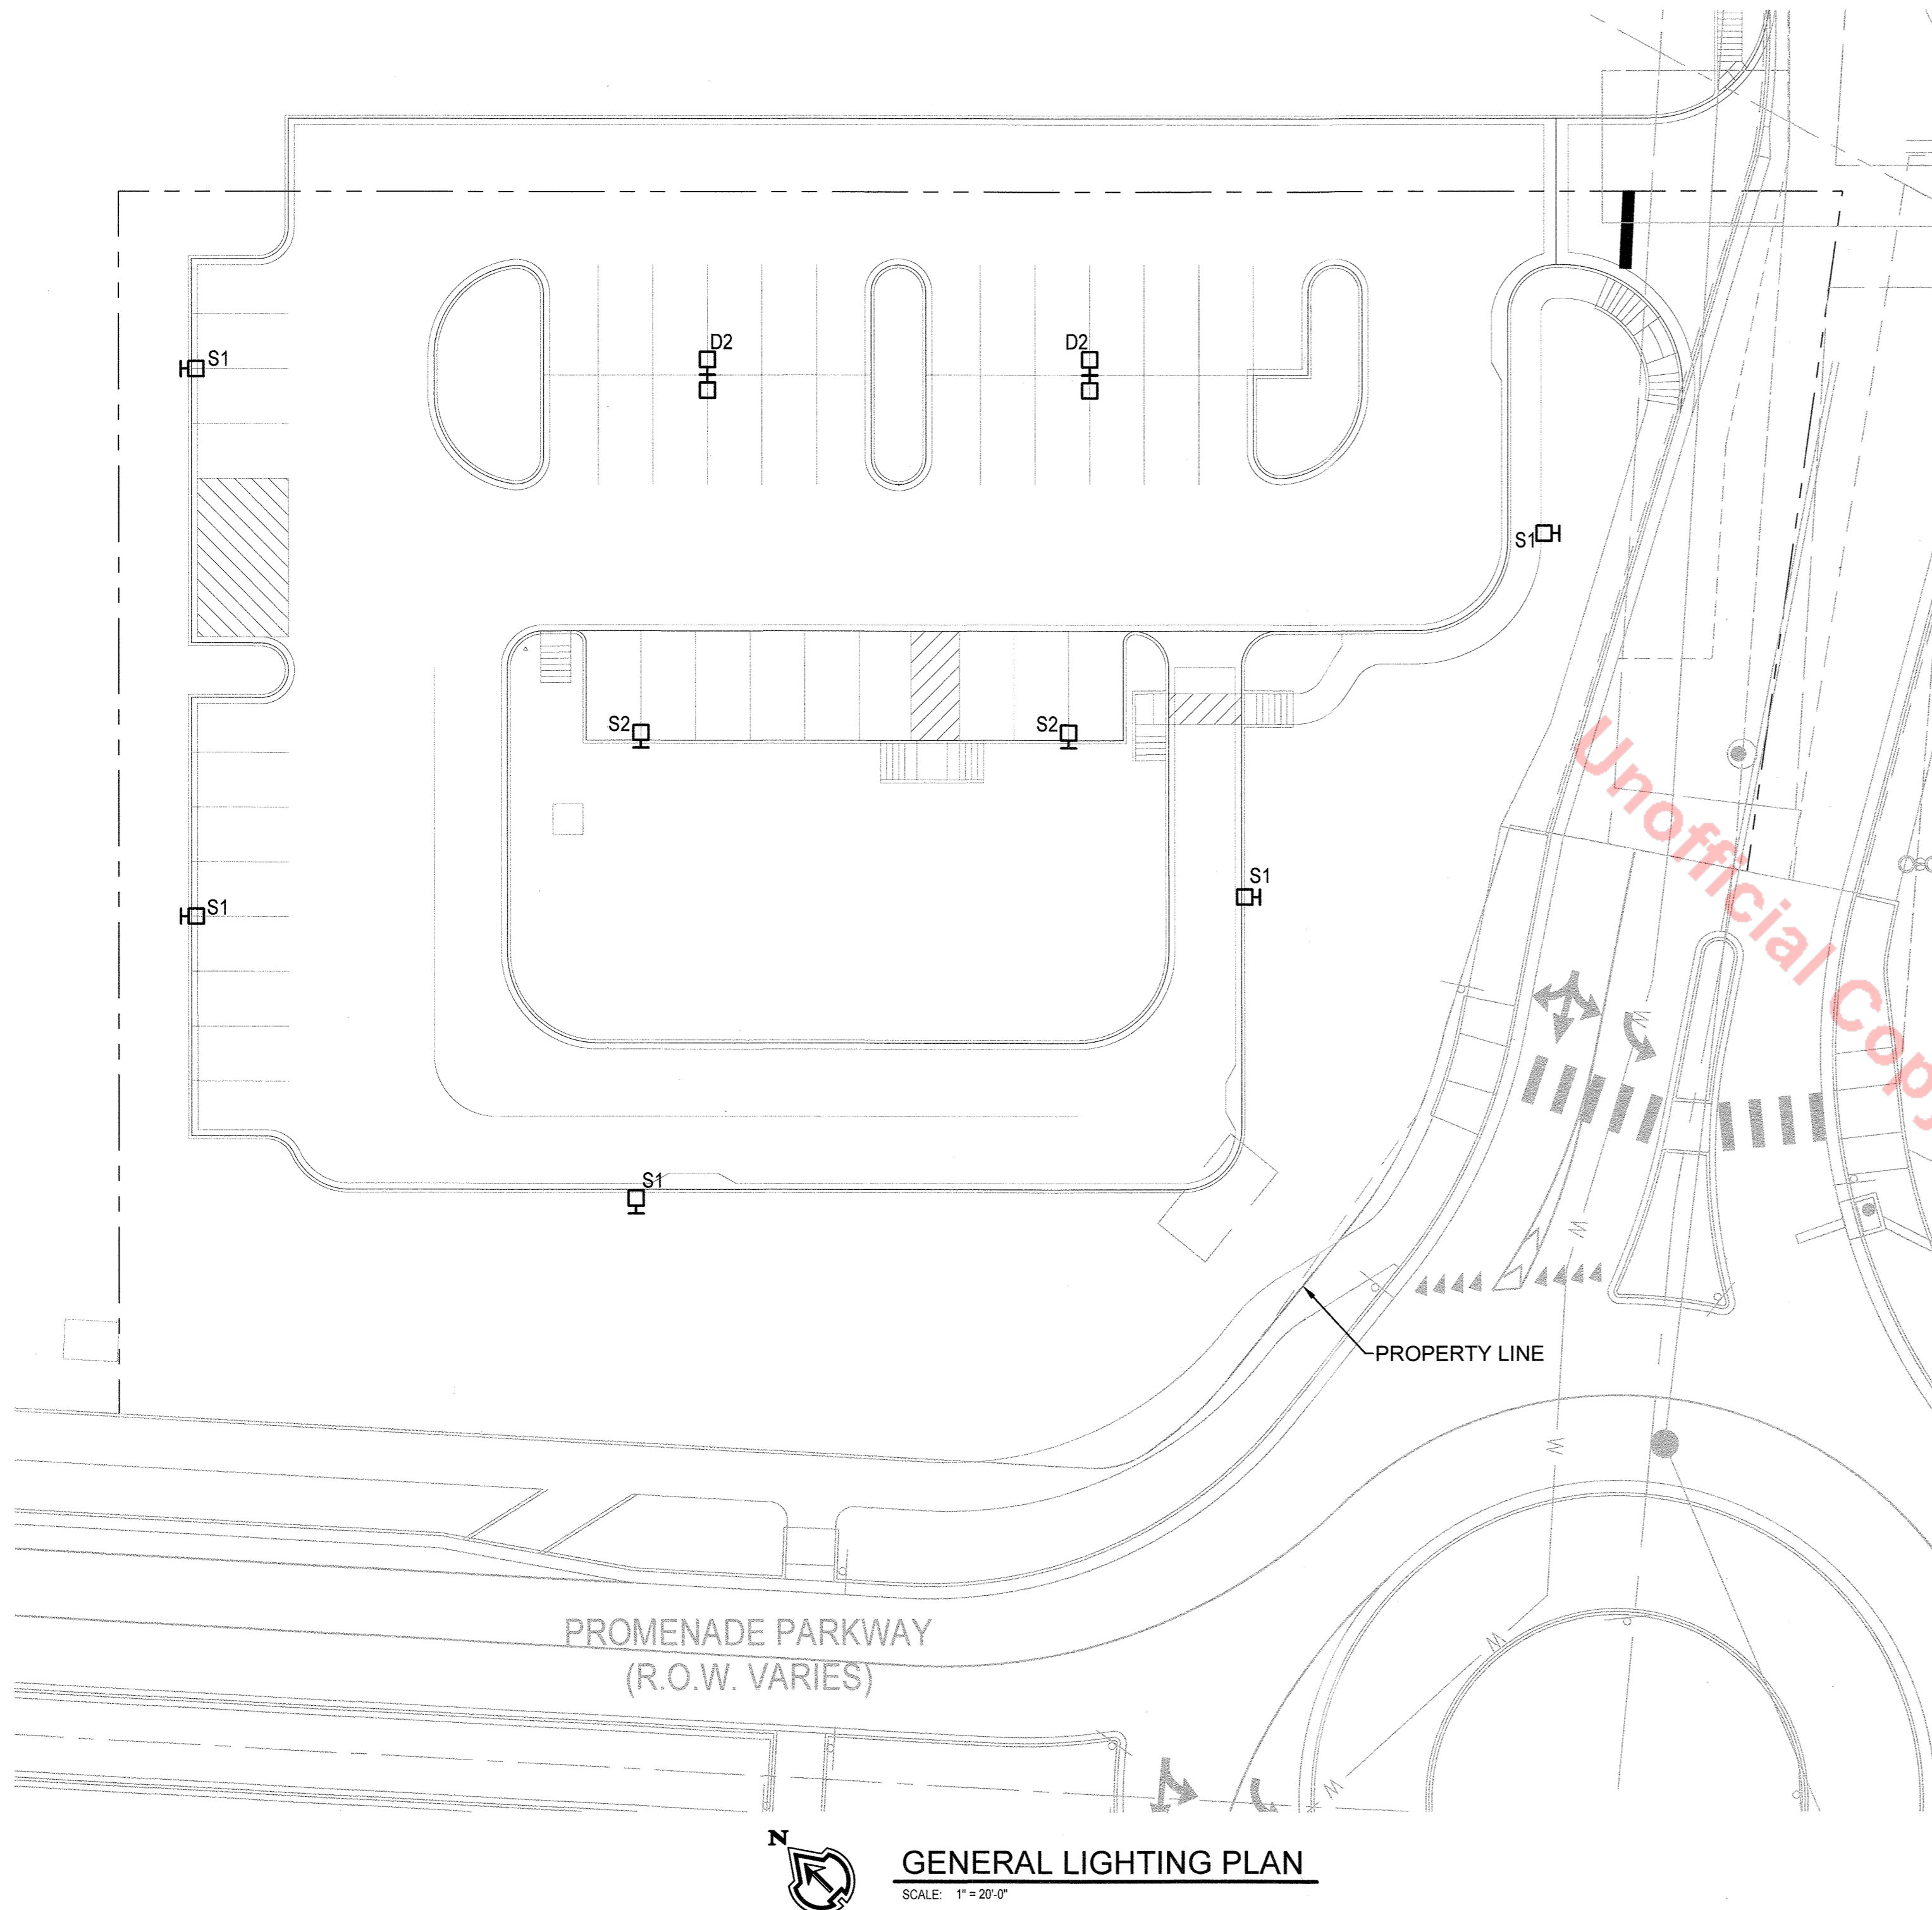 D2
D2
S1
S1
S2
S2
S1
S1
S1
Unofficial Copy
W
W
PROPERTY LINE
W
PROMENADE PARKWAY
(R.O.W. VARIES)
W
W
N
GENERAL LIGHTING PLAN
SCALE: 1" = 20'-0"